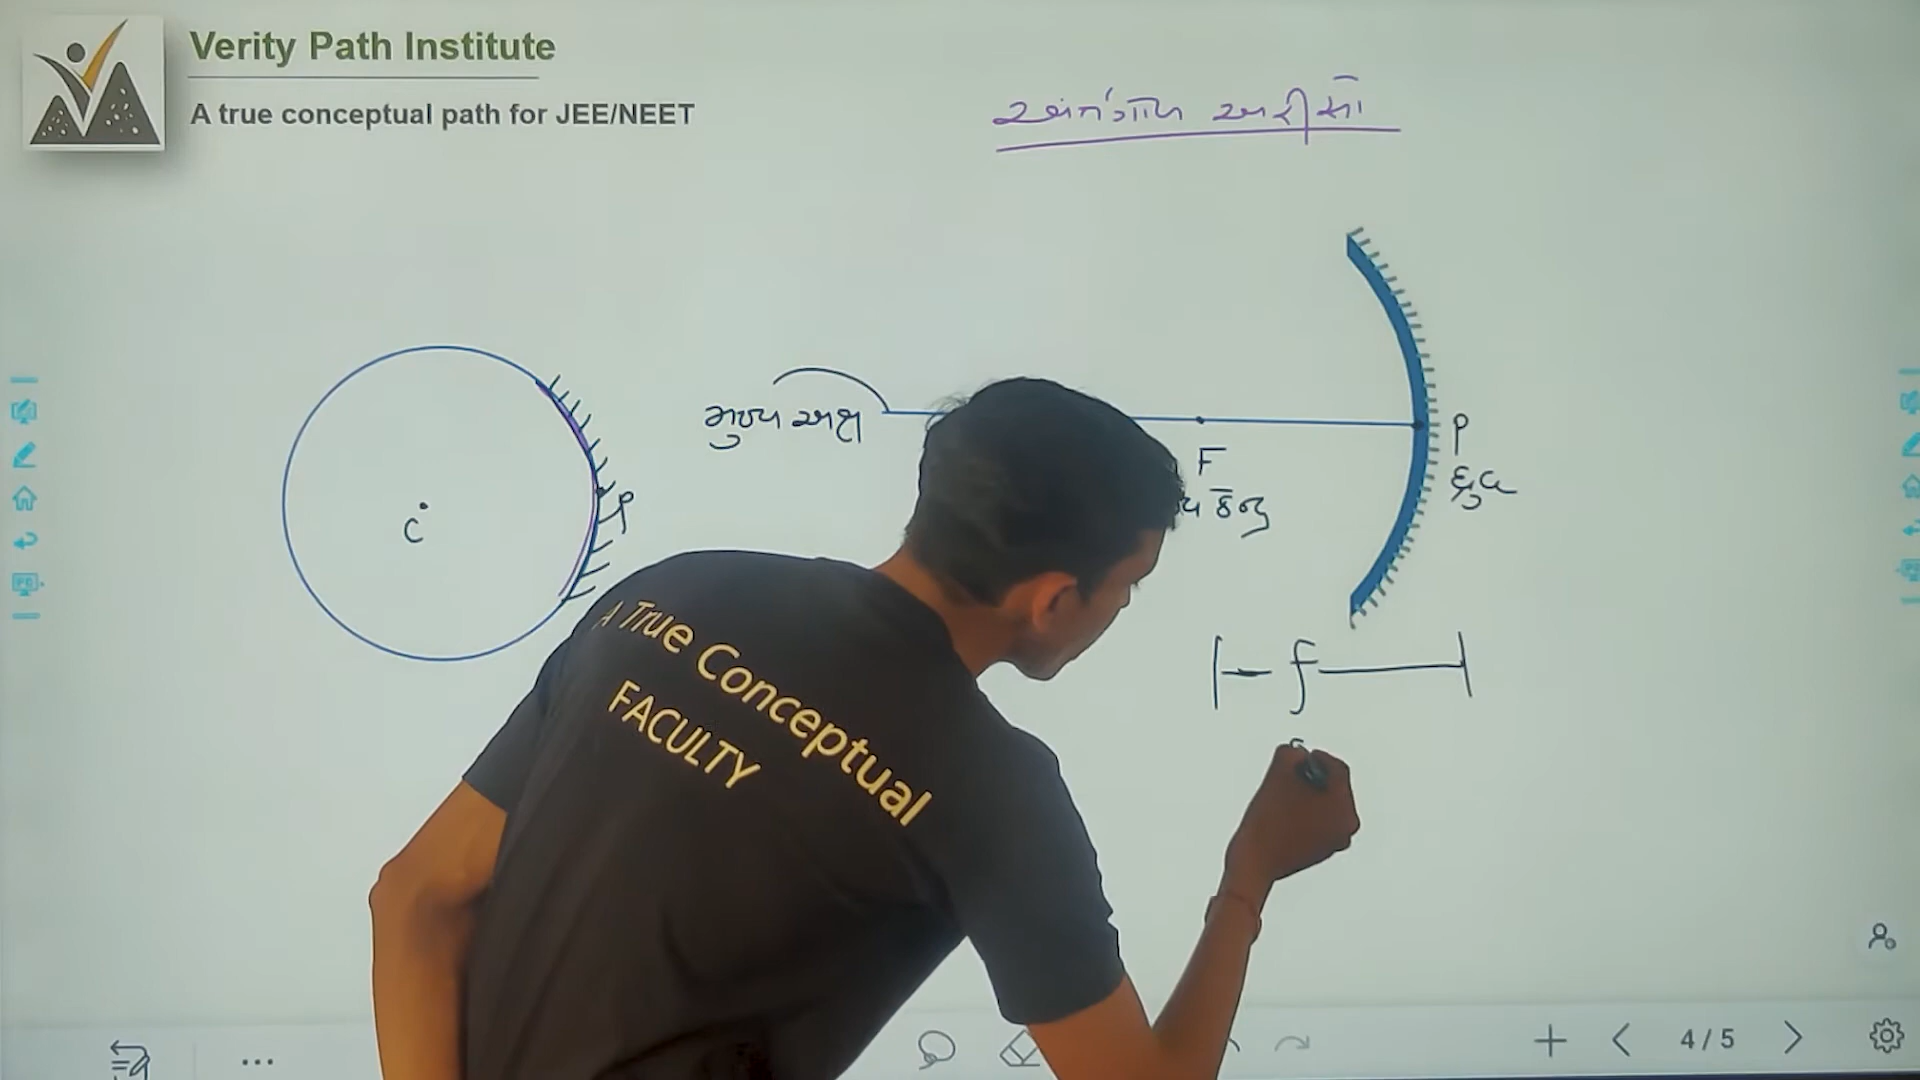 Verity Path Institute
A true conceptual path for JEE/NEET
અંતર્ગોળ અરીસો
મુખ્ય અક્ષ
P
ધ્રુવ
F
કેન્દ્ર
C
P
f
A True Conceptual
FACULTY
4 / 5